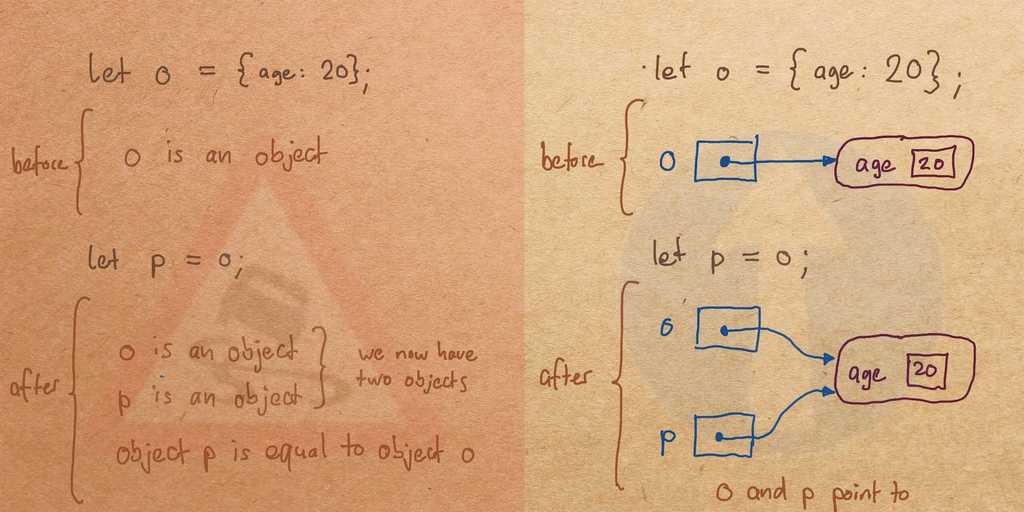 let o = {age: 20};
before
o is an object
let p = o;
after
o is an object
p is an object
we now have
two objects
object p is equal to object o
let o = {age: 20};
before
o
age 20
let p = o;
after
o
age 20
p
o and p point to